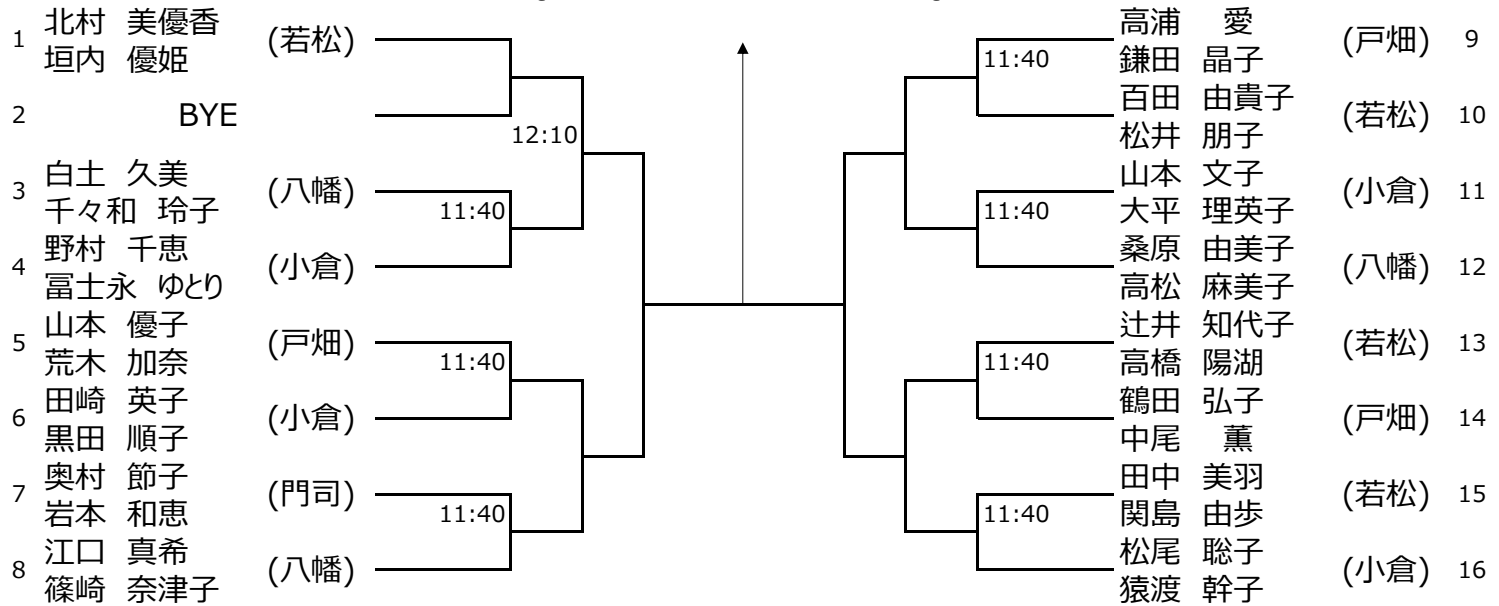 1 北村 美優香 (若松)
垣内 優姫
2 BYE
12:10
3 白土 久美 (八幡)
千々和 玲子
11:40
4 野村 千恵 (小倉)
冨士永 ゆとり
5 山本 優子 (戸畑)
荒木 加奈
11:40
6 田崎 英子 (小倉)
黒田 順子
7 奥村 節子 (門司)
岩本 和恵
11:40
8 江口 真希 (八幡)
篠崎 奈津子
高浦 愛 (戸畑) 9
鎌田 晶子
11:40
百田 由貴子 (若松) 10
松井 朋子
山本 文子 (小倉) 11
大平 理英子
11:40
桑原 由美子 (八幡) 12
高松 麻美子
辻井 知代子 (若松) 13
高橋 陽湖
11:40
鶴田 弘子 (戸畑) 14
中尾 薫
田中 美羽 (若松) 15
関島 由歩
11:40
松尾 聡子 (小倉) 16
猿渡 幹子